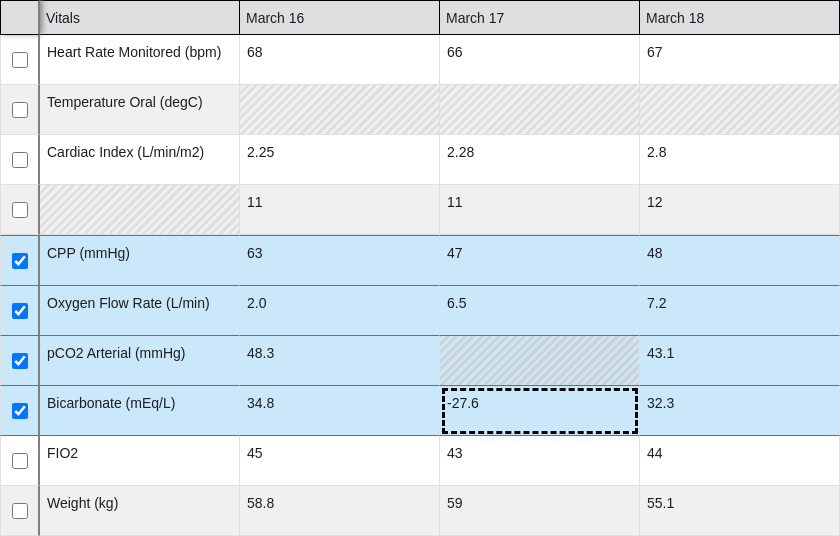 Vitals March 16 March 17 March 18
Heart Rate Monitored (bpm) 68 66 67
Temperature Oral (degC)
Cardiac Index (L/min/m2) 2.25 2.28 2.8
11 11 12
CPP (mmHg) 63 47 48
Oxygen Flow Rate (L/min) 2.0 6.5 7.2
pCO2 Arterial (mmHg) 48.3 43.1
Bicarbonate (mEq/L) 34.8 -27.6 32.3
FIO2 45 43 44
Weight (kg) 58.8 59 55.1